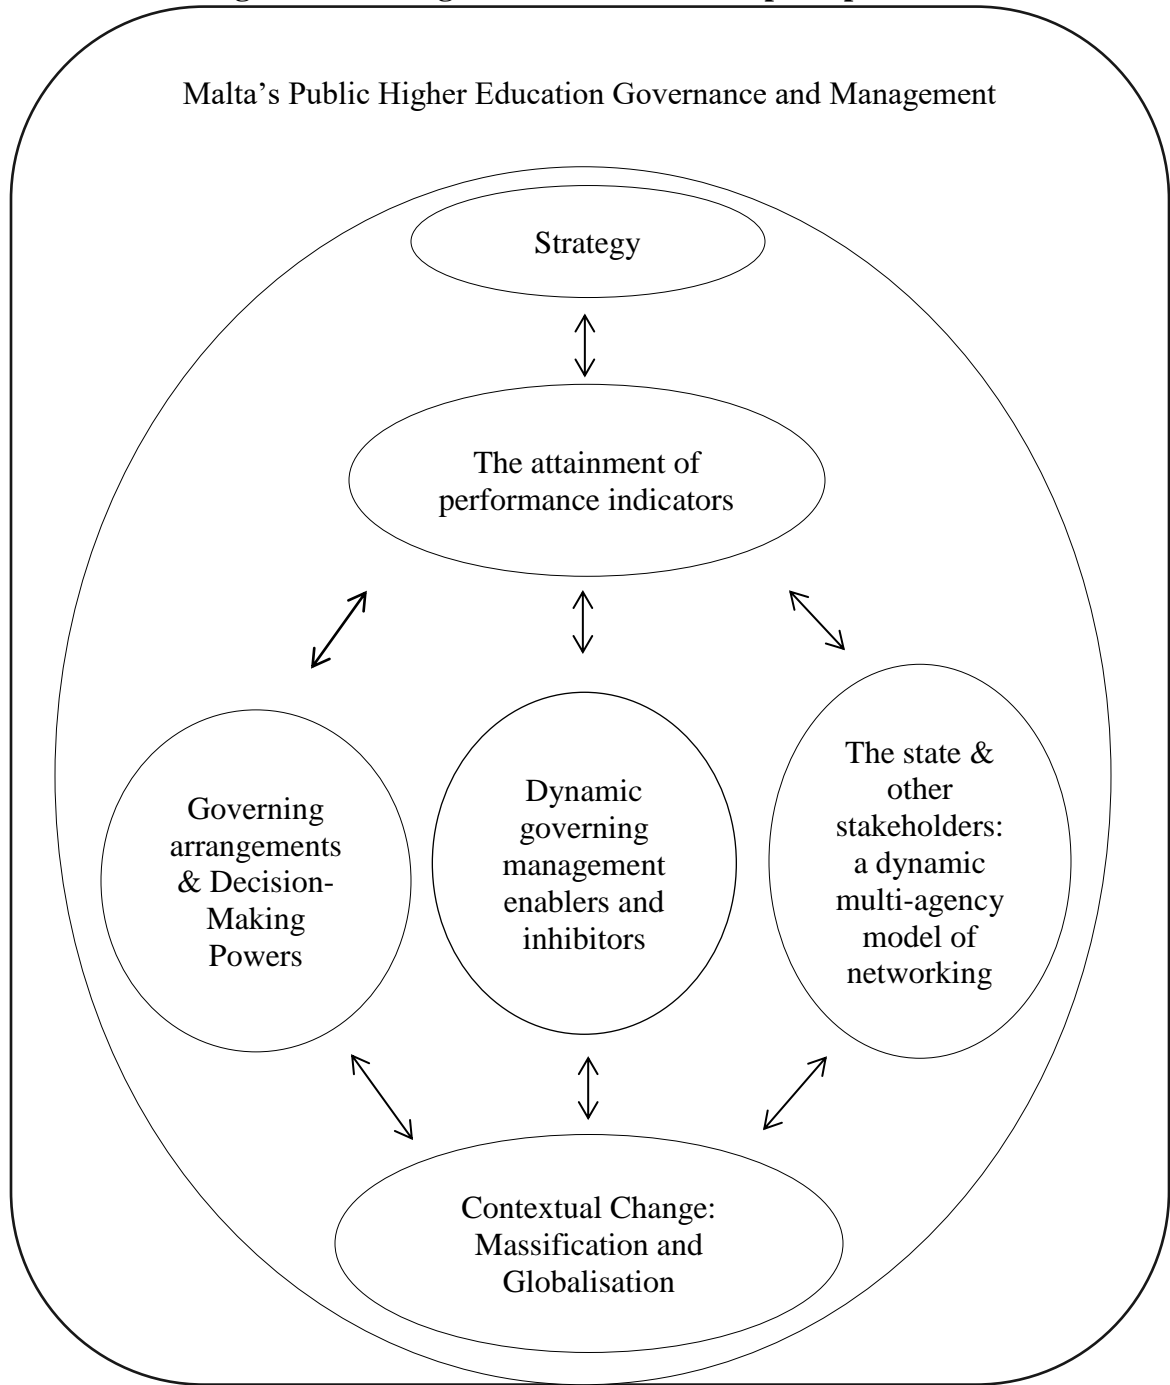 Malta’s Public Higher Education Governance and Management
Strategy
The attainment of
performance indicators
Governing
arrangements
& Decision-
Making
Powers
Dynamic
governing
management
enablers and
inhibitors
The state &
other
stakeholders:
a dynamic
multi-agency
model of
networking
Contextual Change:
Massification and
Globalisation